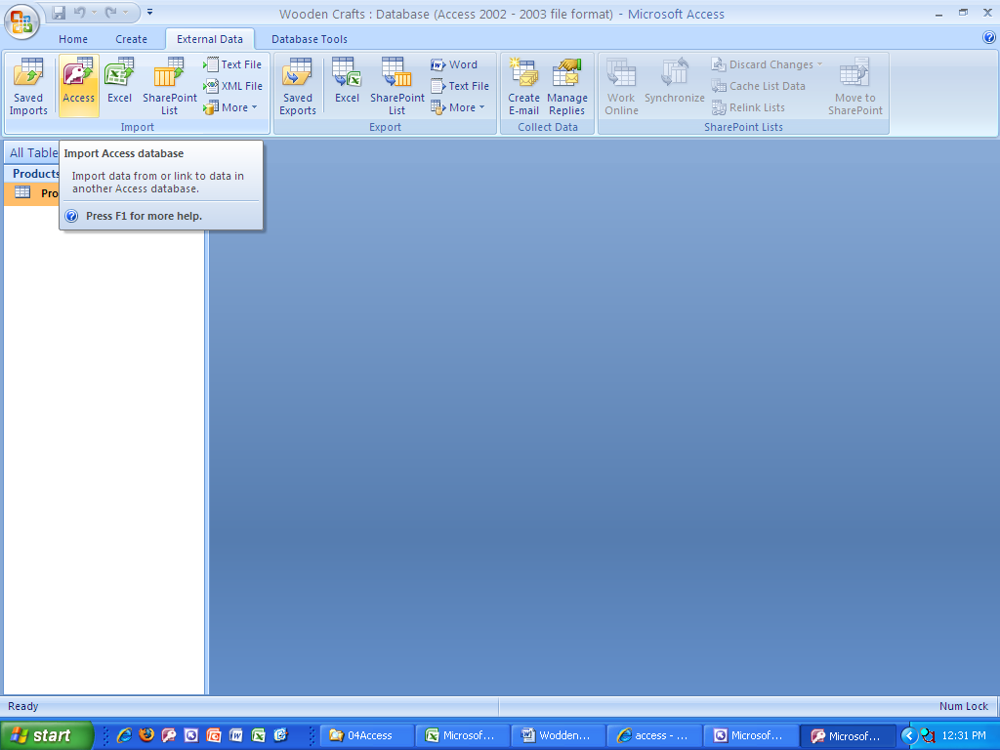 Wooden Crafts : Database (Access 2002 - 2003 file format) - Microsoft Access
Home Create External Data Database Tools
Saved Imports
Access
Excel
SharePoint List
Text File
XML File
More
Import
Saved Exports
Excel
SharePoint List
Word
Text File
More
Export
Create E-mail
Manage Replies
Collect Data
Work Online
Synchronize
Discard Changes
Cache List Data
Relink Lists
Move to SharePoint
SharePoint Lists
All Table
Products
Pro
Import Access database
Import data from or link to data in
another Access database.
Press F1 for more help.
Ready
Num Lock
start
04Access
Microsof...
Wodden...
access - ...
Microsof...
Microsof...
12:31 PM